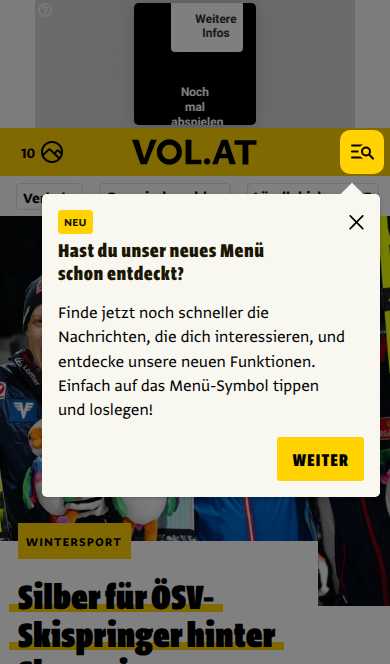 Weitere
Infos
Noch
mal
abspielen
10
VOL.AT
NEU
Hast du unser neues Menü
schon entdeckt?
Finde jetzt noch schneller die
Nachrichten, die dich interessieren, und
entdecke unsere neuen Funktionen.
Einfach auf das Menü-Symbol tippen
und loslegen!
WEITER
WINTERSPORT
Silber für ÖSV-
Skispringer hinter